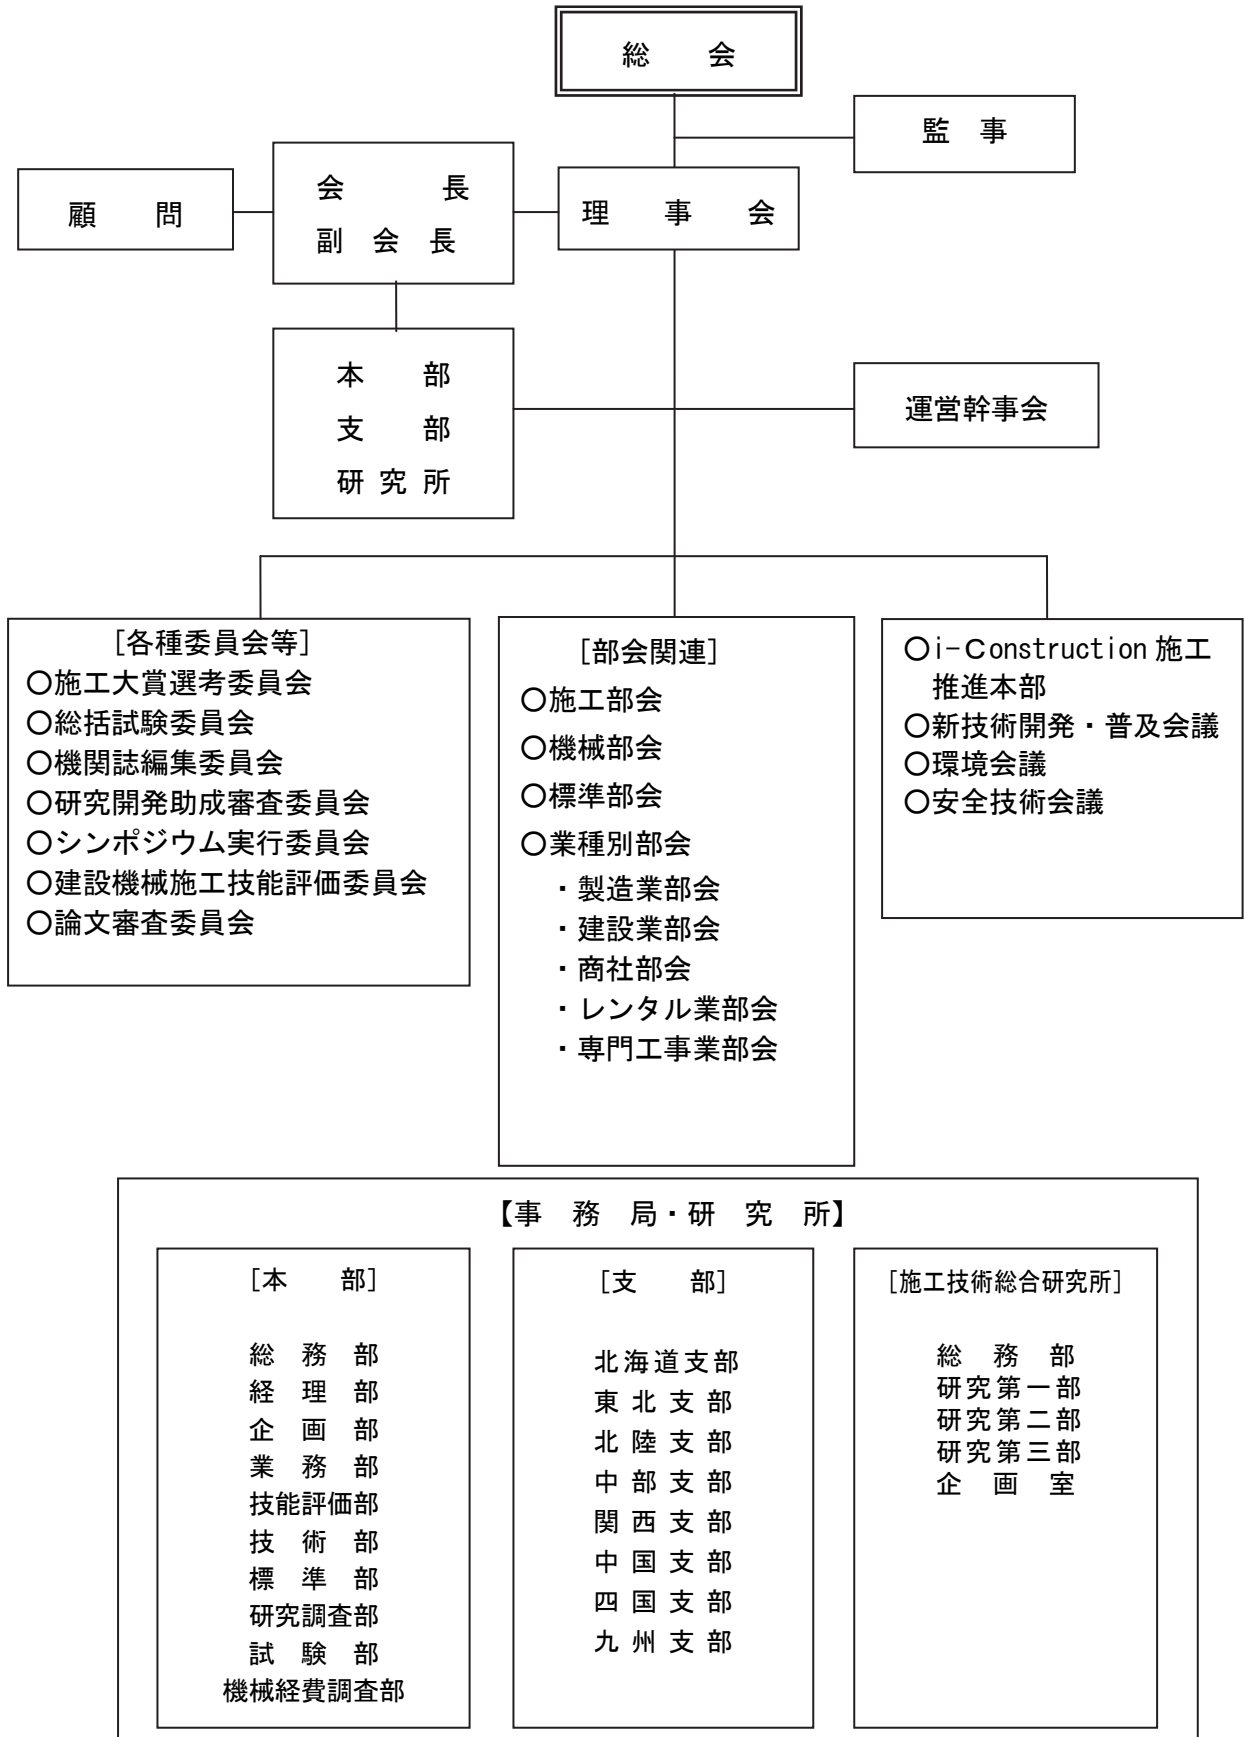 総　会
監　事
顧　問
会　　長
副　会　長
理　事　会
本　　部
支　　部
研 究 所
運営幹事会
［各種委員会等］
○施工大賞選考委員会
○総括試験委員会
○機関誌編集委員会
○研究開発助成審査委員会
○シンポジウム実行委員会
○建設機械施工技能評価委員会
○論文審査委員会
［部会関連］
○施工部会
○機械部会
○標準部会
○業種別部会
・製造業部会
・建設業部会
・商社部会
・レンタル業部会
・専門工事業部会
○i-Construction 施工
推進本部
○新技術開発・普及会議
○環境会議
○安全技術会議
【事　務　局・研　究　所】
［本　　部］
総　務　部
経　理　部
企　画　部
業　務　部
技能評価部
技　術　部
標　準　部
研究調査部
試　験　部
機械経費調査部
［支　　部］
北海道支部
東 北 支 部
北 陸 支 部
中 部 支 部
関 西 支 部
中 国 支 部
四 国 支 部
九 州 支 部
［施工技術総合研究所］
総　務　部
研究第一部
研究第二部
研究第三部
企　画　室